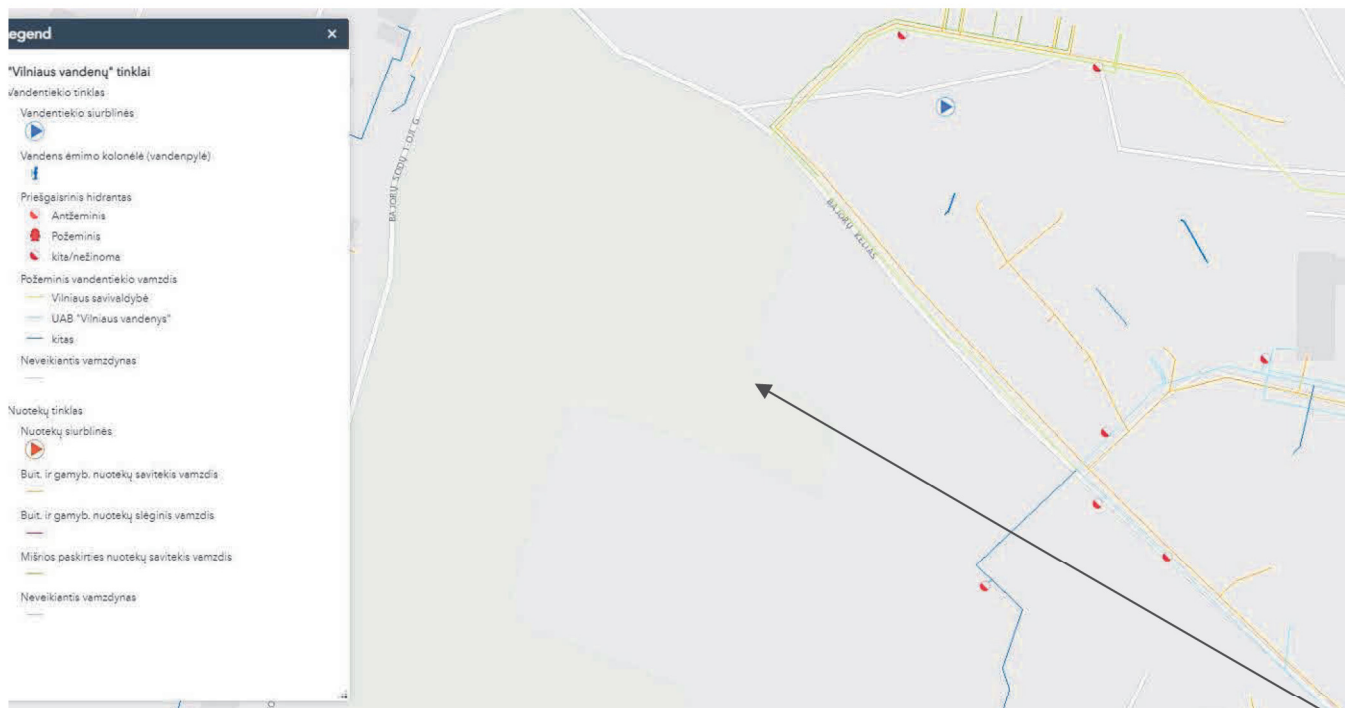 egend ×
"Vilniaus vandenų" tinklai
Vandentiekio tinklas
Vandentiekio siurblinės
Vandens ėmimo kolonėlė (vandenpylė)
Priešgaisrinis hidrantas
Antžeminis
Požeminis
kita/nežinoma
Požeminis vandentiekio vamzdis
Vilniaus savivaldybė
UAB "Vilniaus vandenys"
kitas
Neveikiantis vamzdynas
Nuotekų tinklas
Nuotekų siurblinės
Buit. ir gamyb. nuotekų savitekis vamzdis
Buit. ir gamyb. nuotekų slėginis vamzdis
Mišrios paskirties nuotekų savitekis vamzdis
Neveikiantis vamzdynas
BAJORŲ SODŲ 1-OJI G.
BAJORŲ KELIAS